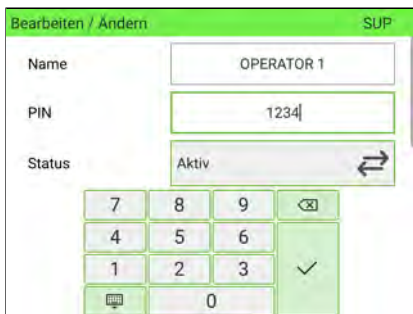 Bearbeiten / Ändern SUP
Name OPERATOR 1
PIN 1234
Status Aktiv
7 8 9
4 5 6
1 2 3
0